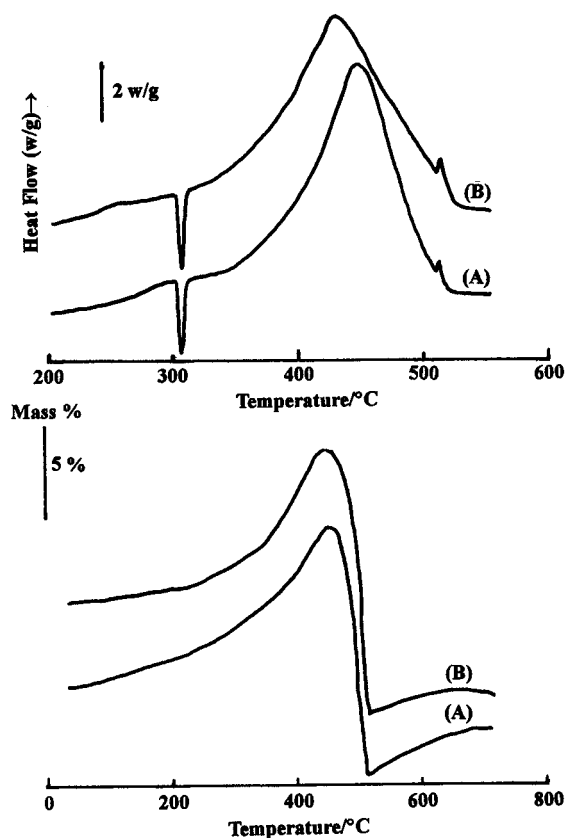 2 w/g
Heat Flow (w/g)→
(B)
(A)
200 300 400 500 600
Temperature/°C
Mass %
5 %
(B)
(A)
0 200 400 600 800
Temperature/°C